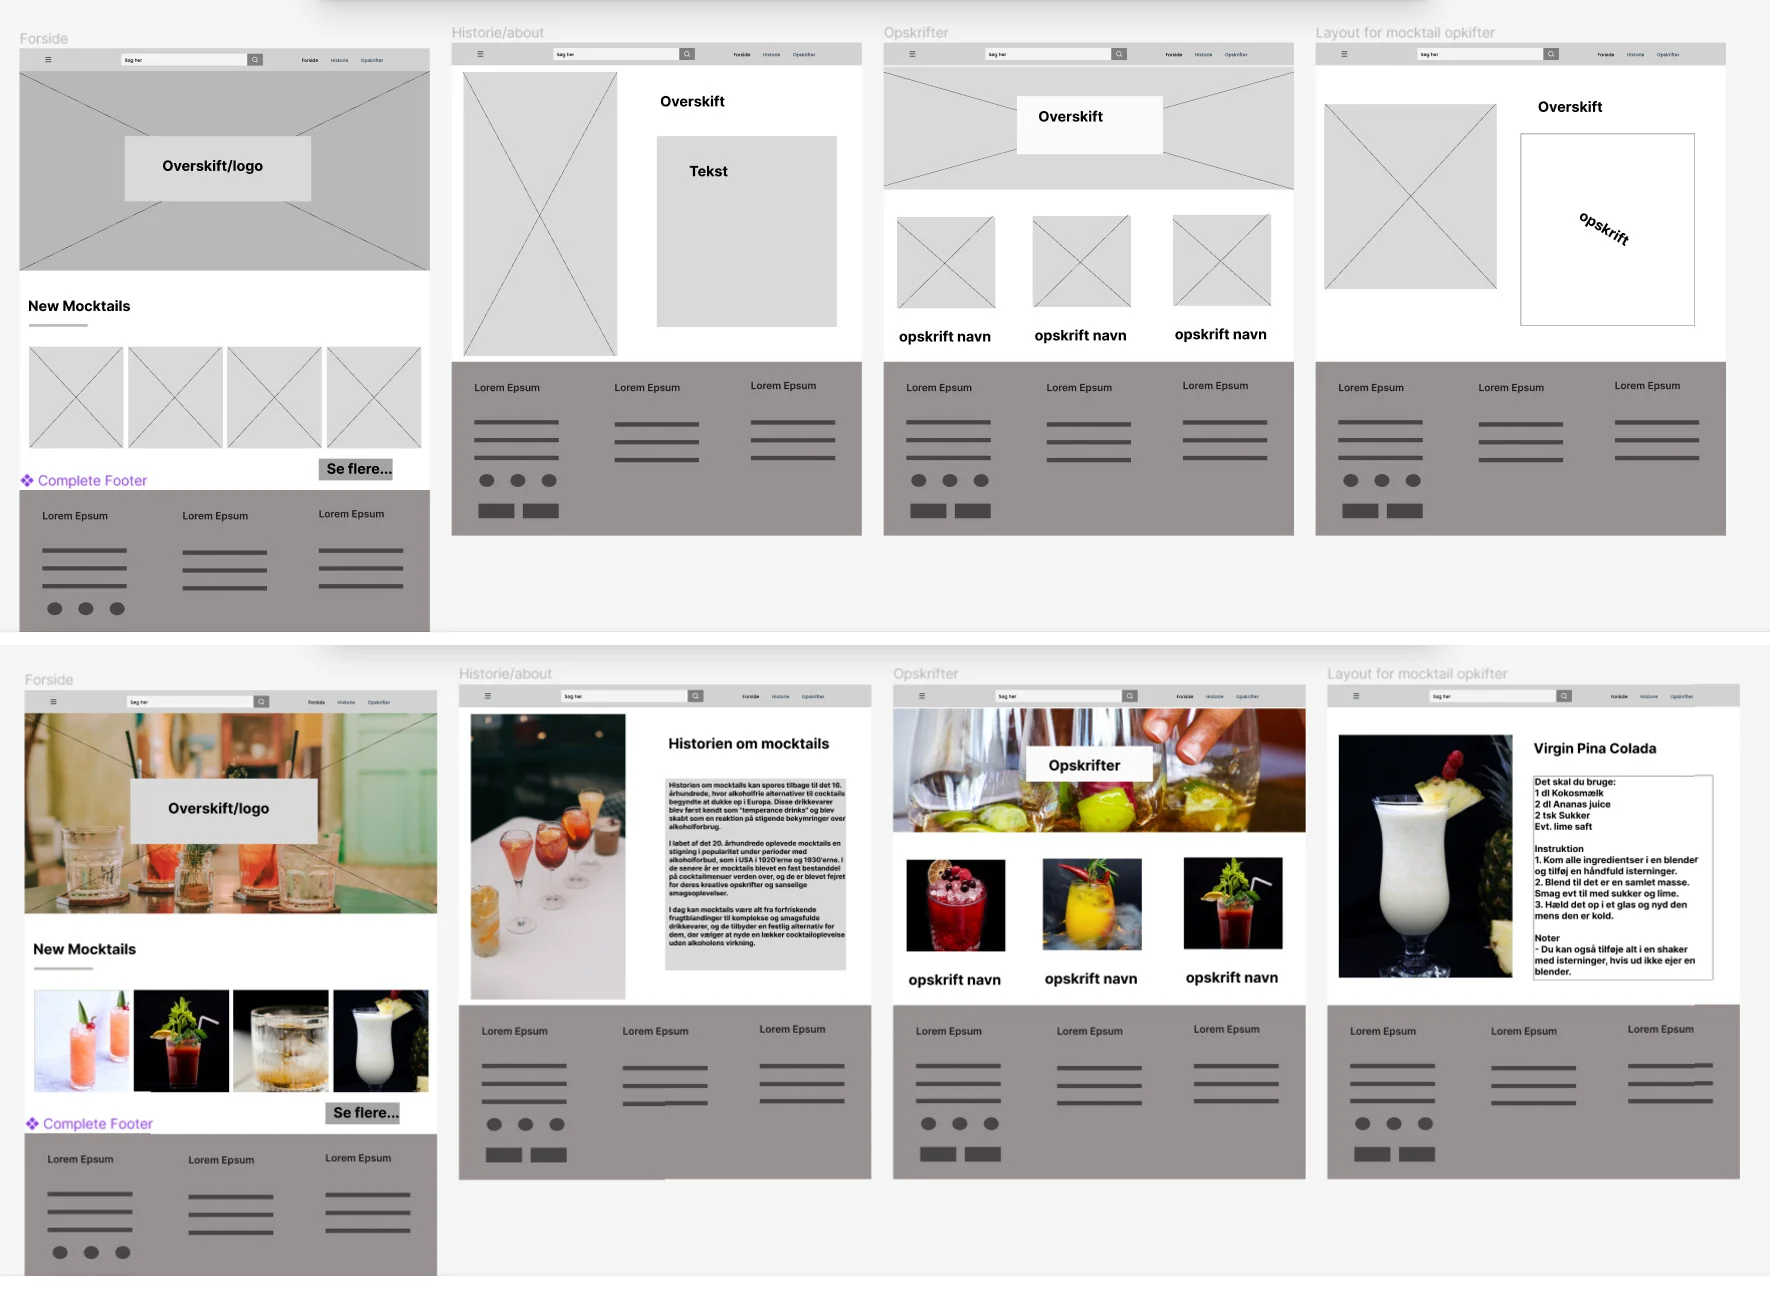 Forside
Søg her
Forside Historie Opskrifter
Overskift/logo
New Mocktails
Se flere...
Complete Footer
Lorem Epsum
Lorem Epsum
Lorem Epsum
Historie/about
Søg her
Forside Historie Opskrifter
Overskift
Tekst
Lorem Epsum
Lorem Epsum
Lorem Epsum
Opskrifter
Søg her
Forside Historie Opskrifter
Overskift
opskrift navn
opskrift navn
opskrift navn
Lorem Epsum
Lorem Epsum
Lorem Epsum
Layout for mocktail opkifter
Søg her
Forside Historie Opskrifter
Overskift
opskrift
Lorem Epsum
Lorem Epsum
Lorem Epsum
Forside
Søg her
Forside Historie Opskrifter
Overskift/logo
New Mocktails
Se flere...
Complete Footer
Lorem Epsum
Lorem Epsum
Lorem Epsum
Historie/about
Søg her
Forside Historie Opskrifter
Historien om mocktails
Historien om mocktails kan spores tilbage til det 16.
århundrede, hvor alkoholfrie alternativer til cocktails
begyndte at dukke op i Europa. Disse drikkevarer
blev først kendt som "temperance drinks" og blev
skabt som en reaktion på stigende bekymringer over
alkoholforbrug.
I løbet af det 20. århundrede oplevede mocktails en
stigning i popularitet under perioder med
alkoholforbud, som i USA i 1920'erne og 1930'erne. I
de senere år er mocktails blevet en fast bestanddel
på cocktailmenuer verden over, og de er blevet fejret
for deres kreative opskrifter og sanselige
smagsoplevelser.
I dag kan mocktails være alt fra forfriskende
frugtblandinger til komplekse og smagsfulde
drikkevarer, og de tilbyder en festlig alternativ for
dem, der vælger at nyde en lækker cocktailoplevelse
uden alkoholens virkning.
Lorem Epsum
Lorem Epsum
Lorem Epsum
Opskrifter
Søg her
Forside Historie Opskrifter
Opskrifter
opskrift navn
opskrift navn
opskrift navn
Lorem Epsum
Lorem Epsum
Lorem Epsum
Layout for mocktail opkifter
Søg her
Forside Historie Opskrifter
Virgin Pina Colada
Det skal du bruge:
1 dl Kokosmælk
2 dl Ananas juice
2 tsk Sukker
Evt. lime saft
Instruktion
1. Kom alle ingredientser i en blender
og tilføj en håndfuld isterninger.
2. Blend til det er en samlet masse.
Smag evt til med sukker og lime.
3. Hæld det op i et glas og nyd den
mens den er kold.
Noter
- Du kan også tilføje alt i en shaker
med isterninger, hvis ud ikke ejer en
blender.
Lorem Epsum
Lorem Epsum
Lorem Epsum